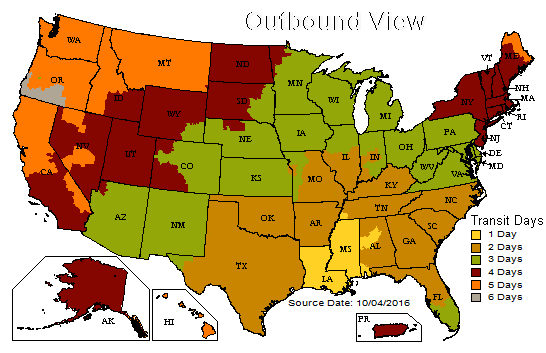 Outbound View
WA
MT
ND
MN
VT
ME
OR
ID
SD
WI
MI
NY
NH
MA
WY
RI
CT
NV
UT
NE
IA
PA
NJ
CA
CO
KS
MO
IL
IN
OH
WV
VA
DE
MD
KY
AZ
NM
OK
AR
TN
NC
SC
TX
LA
MS
AL
GA
FL
AK
HI
PR
Transit Days
1 Day
2 Days
3 Days
4 Days
5 Days
6 Days
Source Date: 10/04/2016